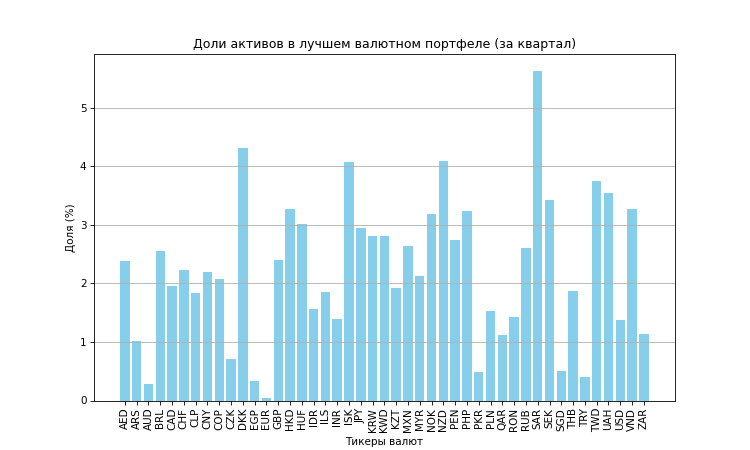 Доли активов в лучшем валютном портфеле (за квартал)
Доля (%)
5
4
3
2
1
0
AED ARS AUD BRL CAD CHF CLP CNY COP CZK DKK EGP EUR GBP HKD HUF IDR ILS INR ISK JPY KRW KWD KZT MXN MYR NOK NZD PEN PHP PKR PLN QAR RON RUB SAR SEK SGD THB TRY TWD UAH USD VND ZAR
Тикеры валют